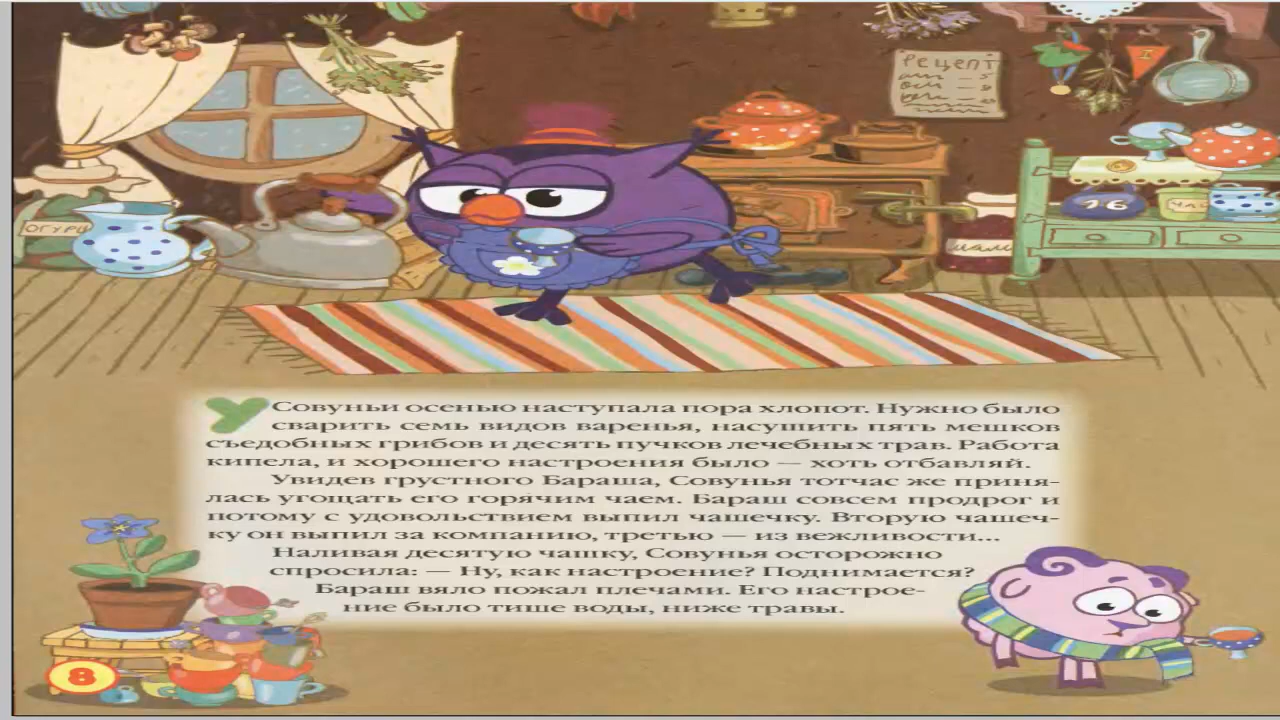 Рецепт
ОГУРЦ
76
ЧАЙ
У Совуньи осенью наступала пора хлопот. Нужно было
сварить семь видов варенья, насушить пять мешков
съедобных грибов и десять пучков лечебных трав. Работа
кипела, и хорошего настроения было — хоть отбавляй.
Увидев грустного Бараша, Совунья тотчас же приня-
лась угощать его горячим чаем. Бараш совсем продрог и
потому с удовольствием выпил чашечку. Вторую чашеч-
ку он выпил за компанию, третью — из вежливости...
Наливая десятую чашку, Совунья осторожно
спросила: — Ну, как настроение? Поднимается?
Бараш вяло пожал плечами. Его настрое-
ние было тише воды, ниже травы.
8